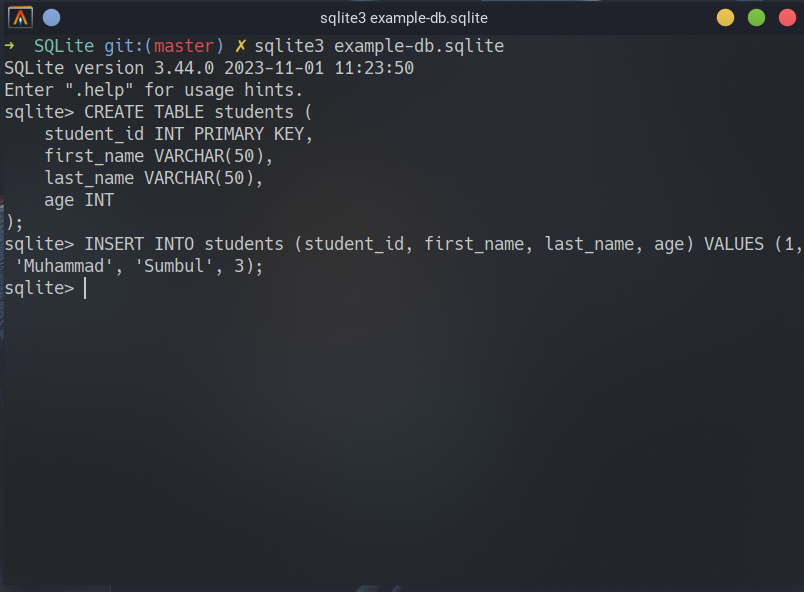 sqlite3 example-db.sqlite
➜  SQLite git:(master) ✗ sqlite3 example-db.sqlite
SQLite version 3.44.0 2023-11-01 11:23:50
Enter ".help" for usage hints.
sqlite> CREATE TABLE students (
    student_id INT PRIMARY KEY,
    first_name VARCHAR(50),
    last_name VARCHAR(50),
    age INT
);
sqlite> INSERT INTO students (student_id, first_name, last_name, age) VALUES (1,
 'Muhammad', 'Sumbul', 3);
sqlite>